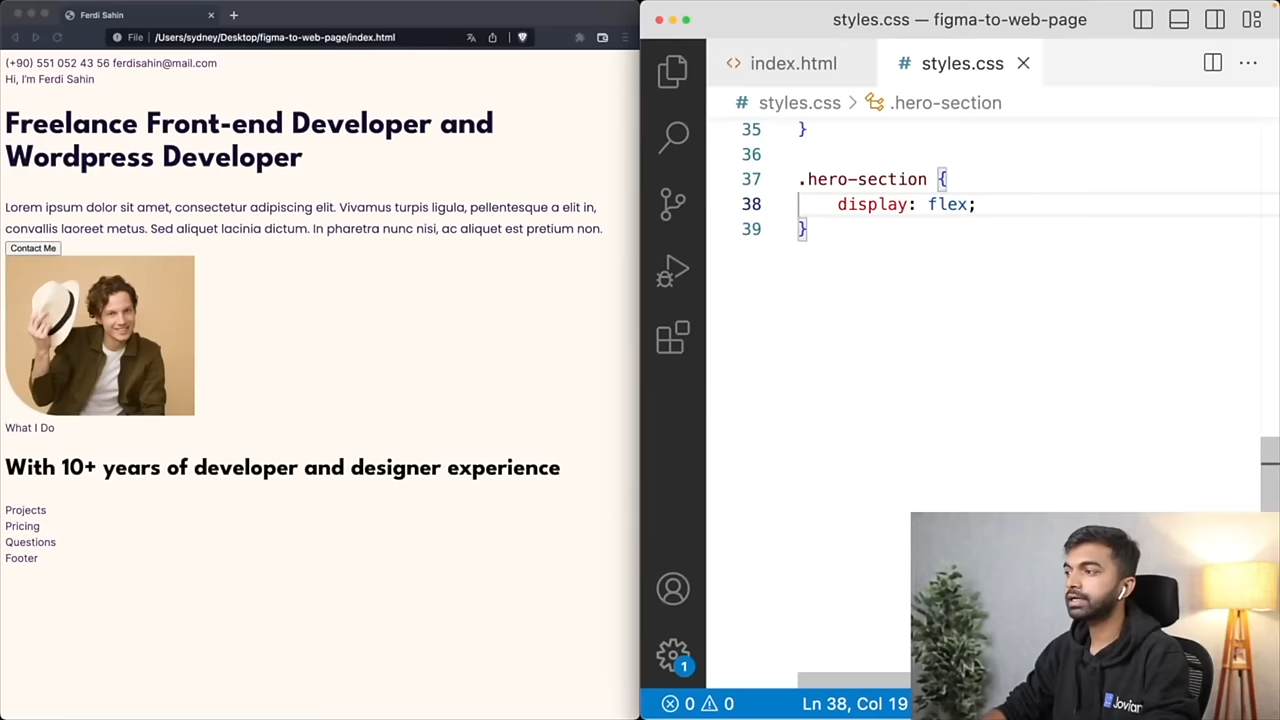 Ferdi Sahin
File
/Users/sydney/Desktop/figma-to-web-page/index.html
(+90) 551 052 43 56 ferdisahin@mail.com
Hi, I'm Ferdi Sahin
Freelance Front-end Developer and
Wordpress Developer
Lorem ipsum dolor sit amet, consectetur adipiscing elit. Vivamus turpis ligula, pellentesque a elit in,
convallis laoreet metus. Sed aliquet lacinia dictum. In pharetra nunc nisi, ac aliquet est pretium non.
Contact Me
What I Do
With 10+ years of developer and designer experience
Projects
Pricing
Questions
Footer
styles.css — figma-to-web-page
index.html
# styles.css
# styles.css > .hero-section
35 }
36
37 .hero-section {
38 display: flex;
39 }
1
0 0
Ln 38, Col 19
Jovian